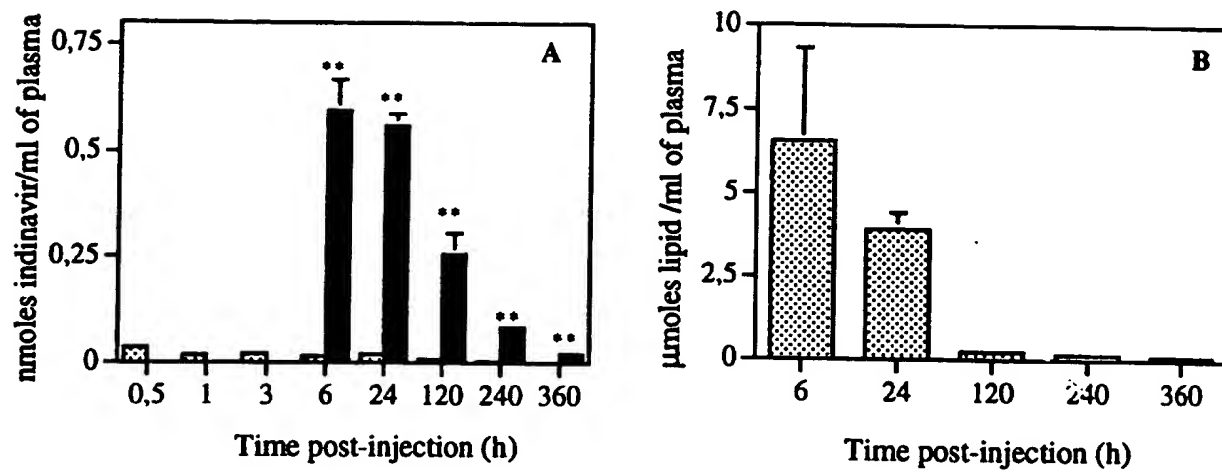 nmoles indinavir/ml of plasma
0,75
0,5
0,25
0
A
**
**
**
**
**
0,5 1 3 6 24 120 240 360
Time post-injection (h)
µmoles lipid /ml of plasma
10
7.5
5
2,5
0
B
6 24 120 240 360
Time post-injection (h)